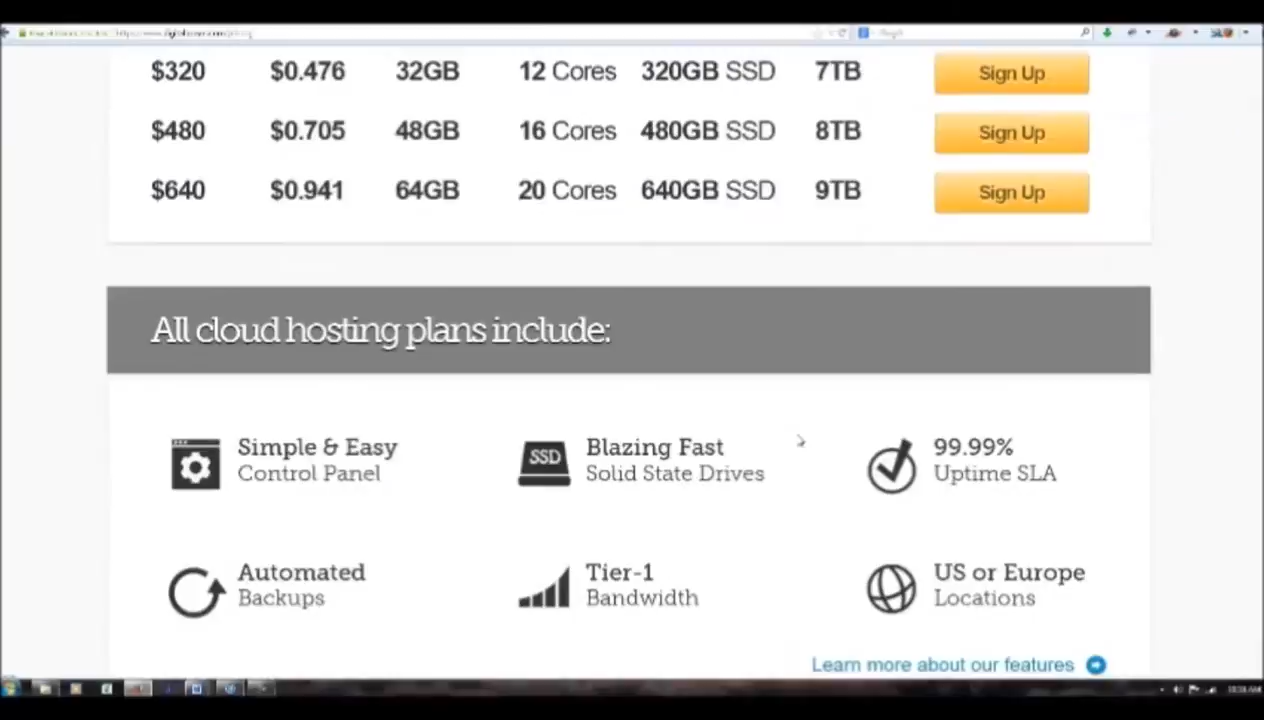 $320 $0.476 32GB 12 Cores 320GB SSD 7TB Sign Up
$480 $0.705 48GB 16 Cores 480GB SSD 8TB Sign Up
$640 $0.941 64GB 20 Cores 640GB SSD 9TB Sign Up
All cloud hosting plans include:
Simple & Easy
Control Panel
SSD
Blazing Fast
Solid State Drives
99.99%
Uptime SLA
Automated
Backups
Tier-1
Bandwidth
US or Europe
Locations
Learn more about our features